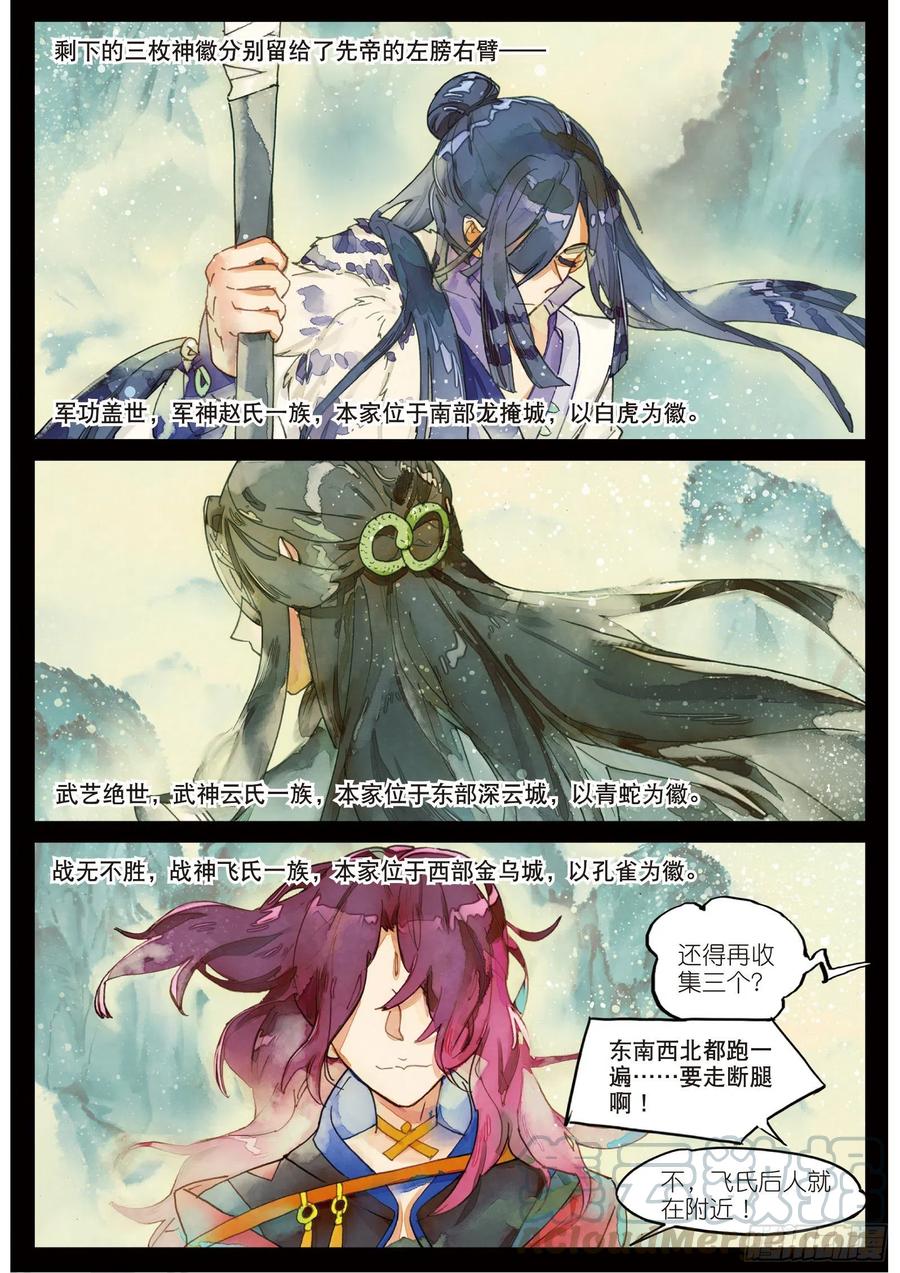 剩下的三枚神徽分别留给了先帝的左膀右臂——
军功盖世，军神赵氏一族，本家位于南部龙掩城，以白虎为徽。
武艺绝世，武神云氏一族，本家位于东部深云城，以青蛇为徽。
战无不胜，战神飞氏一族，本家位于西部金乌城，以孔雀为徽。
还得再收
集三个？
东南西北都跑一
遍……要走断腿
啊！
不，飞氏后人就
在附近！
CloudMerge.com